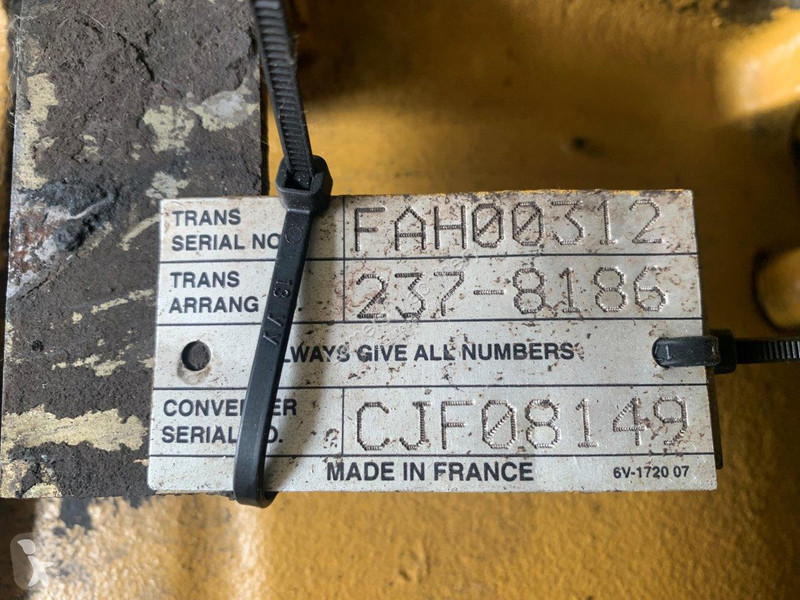 TRANS FAH00312
SERIAL NO
TRANS 237-8186
ARRANG
ALWAYS GIVE ALL NUMBERS
CONVERTER CJF08149
SERIAL NO.
MADE IN FRANCE 6V-1720 07